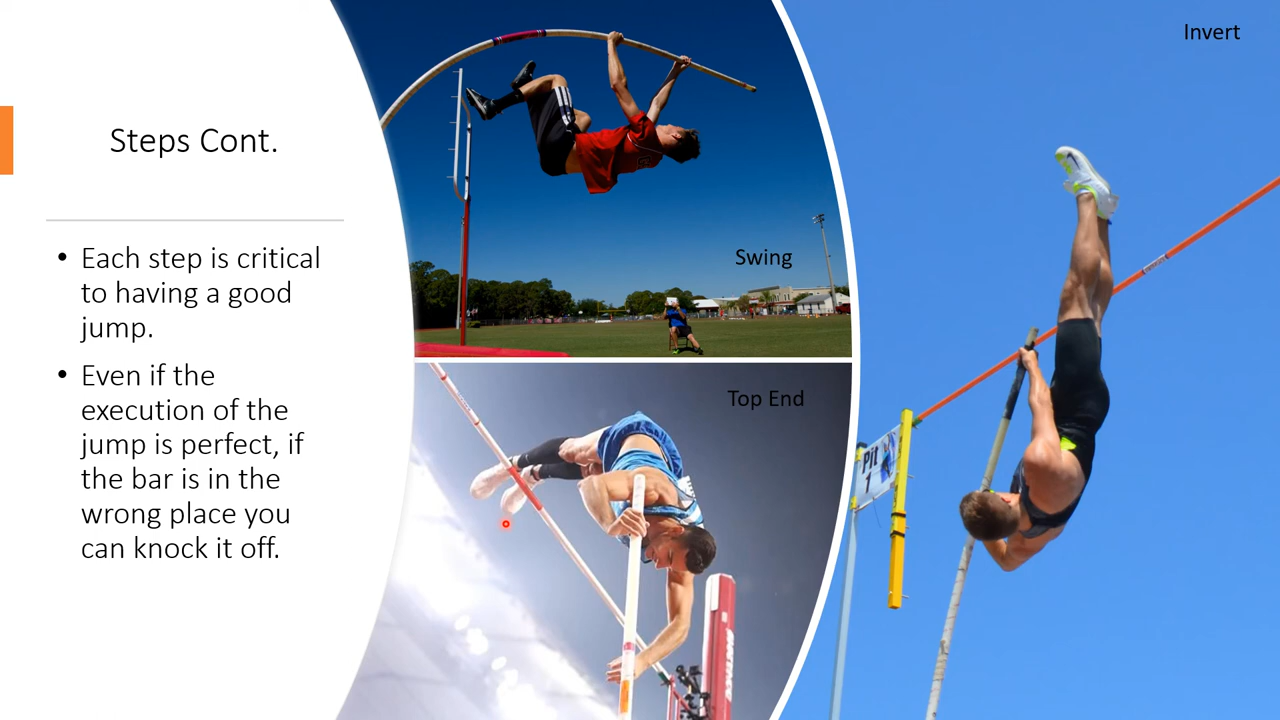 Steps Cont.
• Each step is critical
to having a good
jump.
• Even if the
execution of the
jump is perfect, if
the bar is in the
wrong place you
can knock it off.
Swing
Top End
Invert
Pit
1